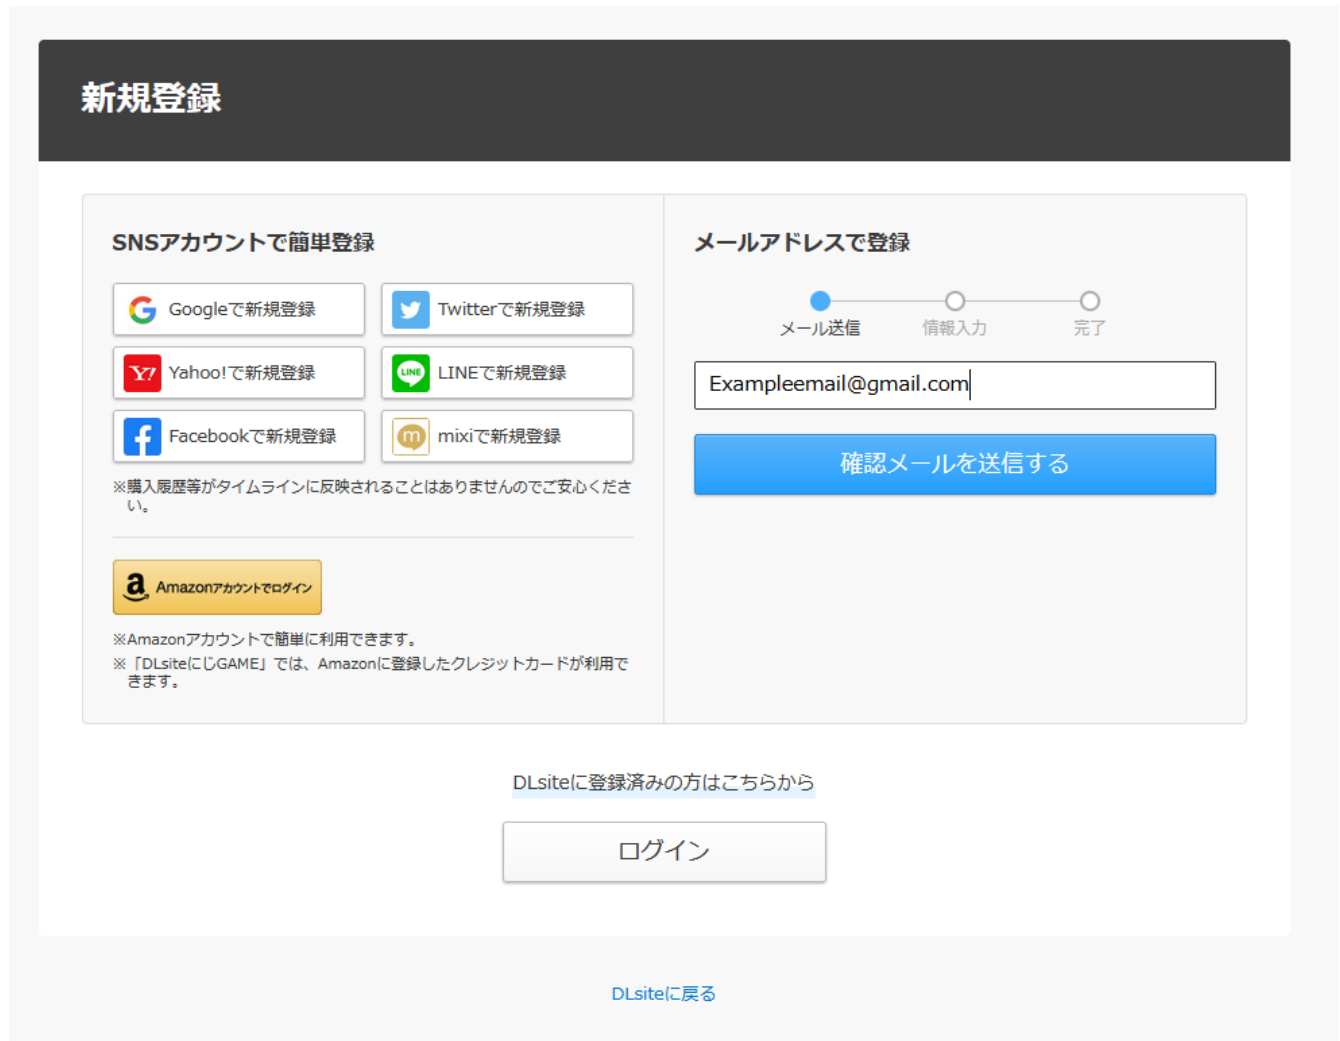 新規登録
SNSアカウントで簡単登録
Googleで新規登録
Twitterで新規登録
Y!
Yahoo!で新規登録
LINE
LINEで新規登録
Facebookで新規登録
m
mixiで新規登録
※購入履歴等がタイムラインに反映されることはありませんのでご安心くださ
い。
a
Amazonアカウントでログイン
※Amazonアカウントで簡単に利用できます。
※「DLsiteにじGAME」では、Amazonに登録したクレジットカードが利用で
きます。
メールアドレスで登録
メール送信
情報入力
完了
Exampleemail@gmail.com
確認メールを送信する
DLsiteに登録済みの方はこちらから
ログイン
DLsiteに戻る